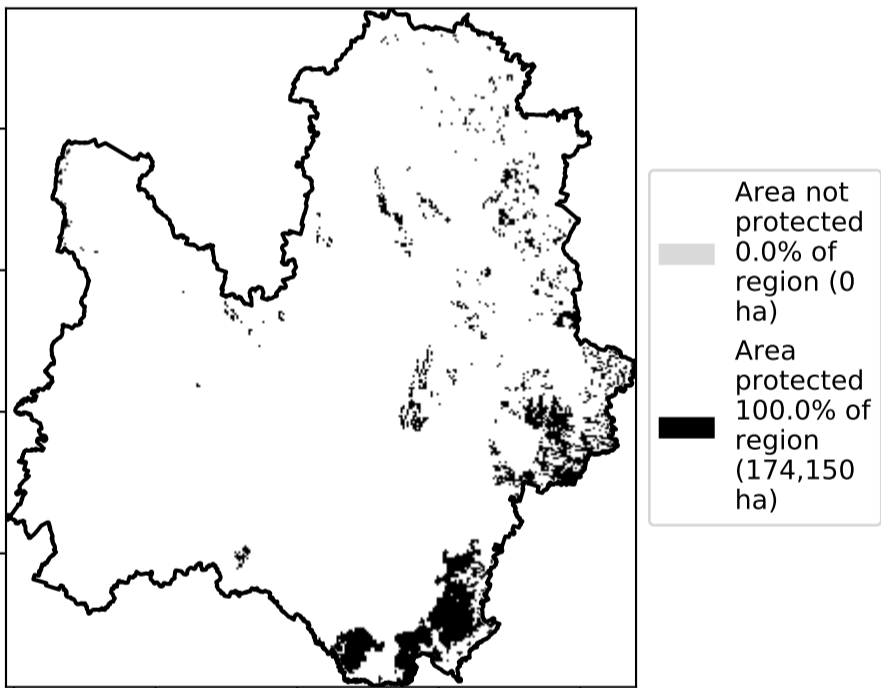 Area not
protected
0.0% of
region (0
ha)
Area
protected
100.0% of
region
(174,150
ha)